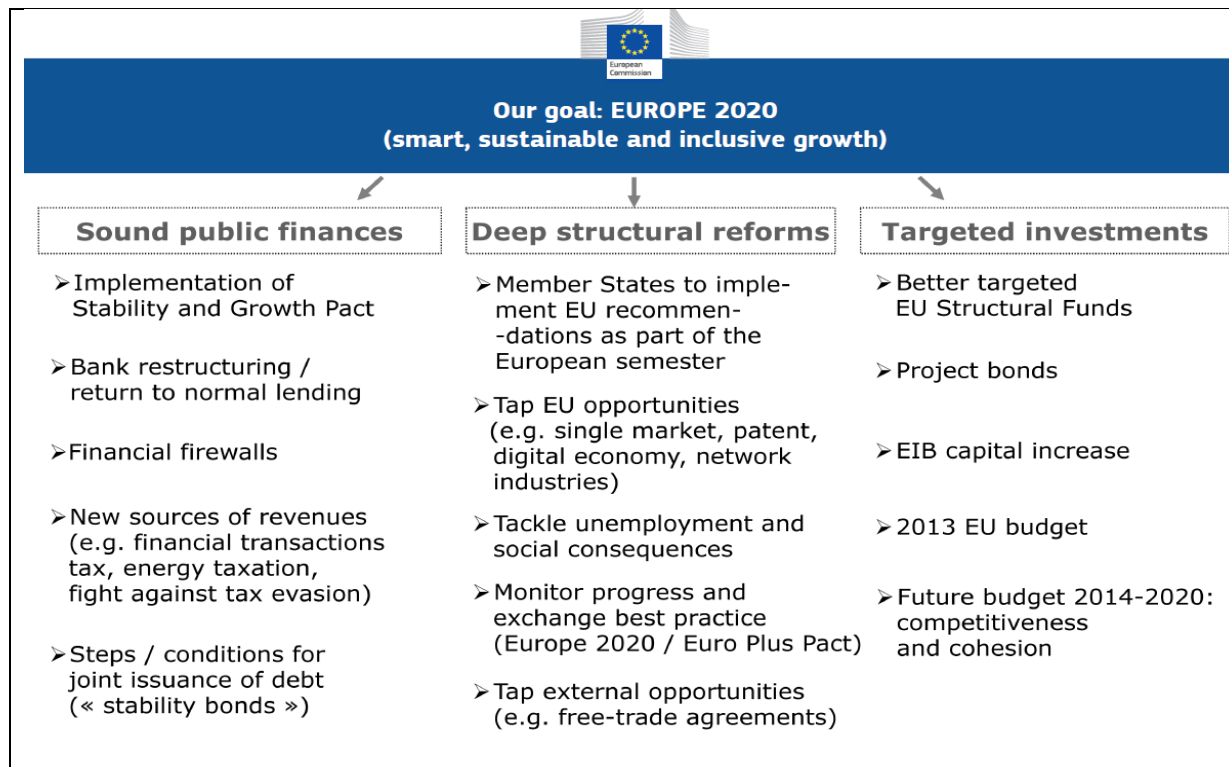 European
Commission
Our goal: EUROPE 2020
(smart, sustainable and inclusive growth)
Sound public finances
➢Implementation of
Stability and Growth Pact
➢Bank restructuring /
return to normal lending
➢Financial firewalls
➢New sources of revenues
(e.g. financial transactions
tax, energy taxation,
fight against tax evasion)
➢Steps / conditions for
joint issuance of debt
(« stability bonds »)
Deep structural reforms
➢Member States to imple-
ment EU recommen-
-dations as part of the
European semester
➢Tap EU opportunities
(e.g. single market, patent,
digital economy, network
industries)
➢Tackle unemployment and
social consequences
➢Monitor progress and
exchange best practice
(Europe 2020 / Euro Plus Pact)
➢Tap external opportunities
(e.g. free-trade agreements)
Targeted investments
➢Better targeted
EU Structural Funds
➢Project bonds
➢EIB capital increase
➢2013 EU budget
➢Future budget 2014-2020:
competitiveness
and cohesion